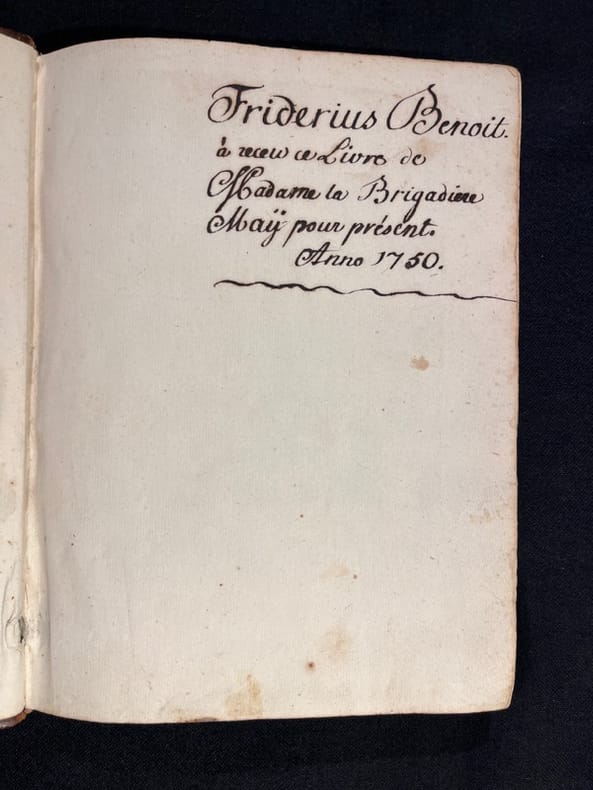 Friderius Benoit.
à receu ce Livre de
Madame la Brigadiere
Maÿ pour présent.
Anno 1750.